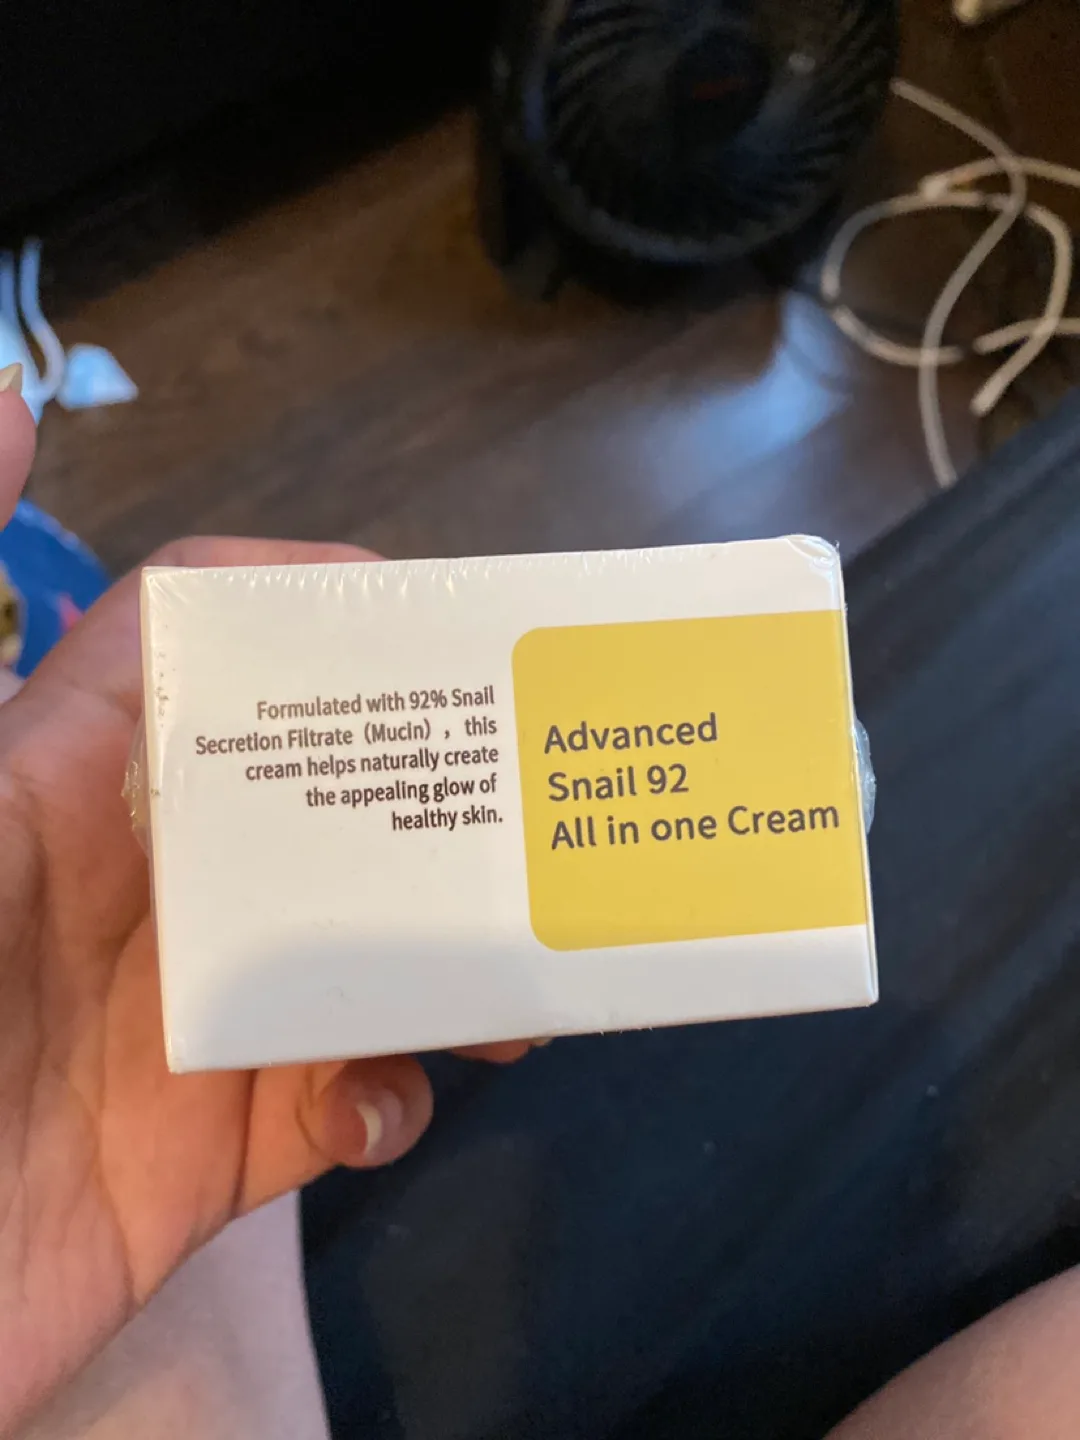 Formulated with 92% Snail
Secretion Filtrate (Mucin) , this
cream helps naturally create
the appealing glow of
healthy skin.
Advanced
Snail 92
All in one Cream